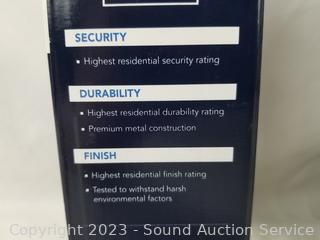 SECURITY
▪ Highest residential security rating
DURABILITY
▪ Highest residential durability rating
▪ Premium metal construction
FINISH
▪ Highest residential finish rating
▪ Tested to withstand harsh
environmental factors
Copyright 2023 - Sound Auction Service